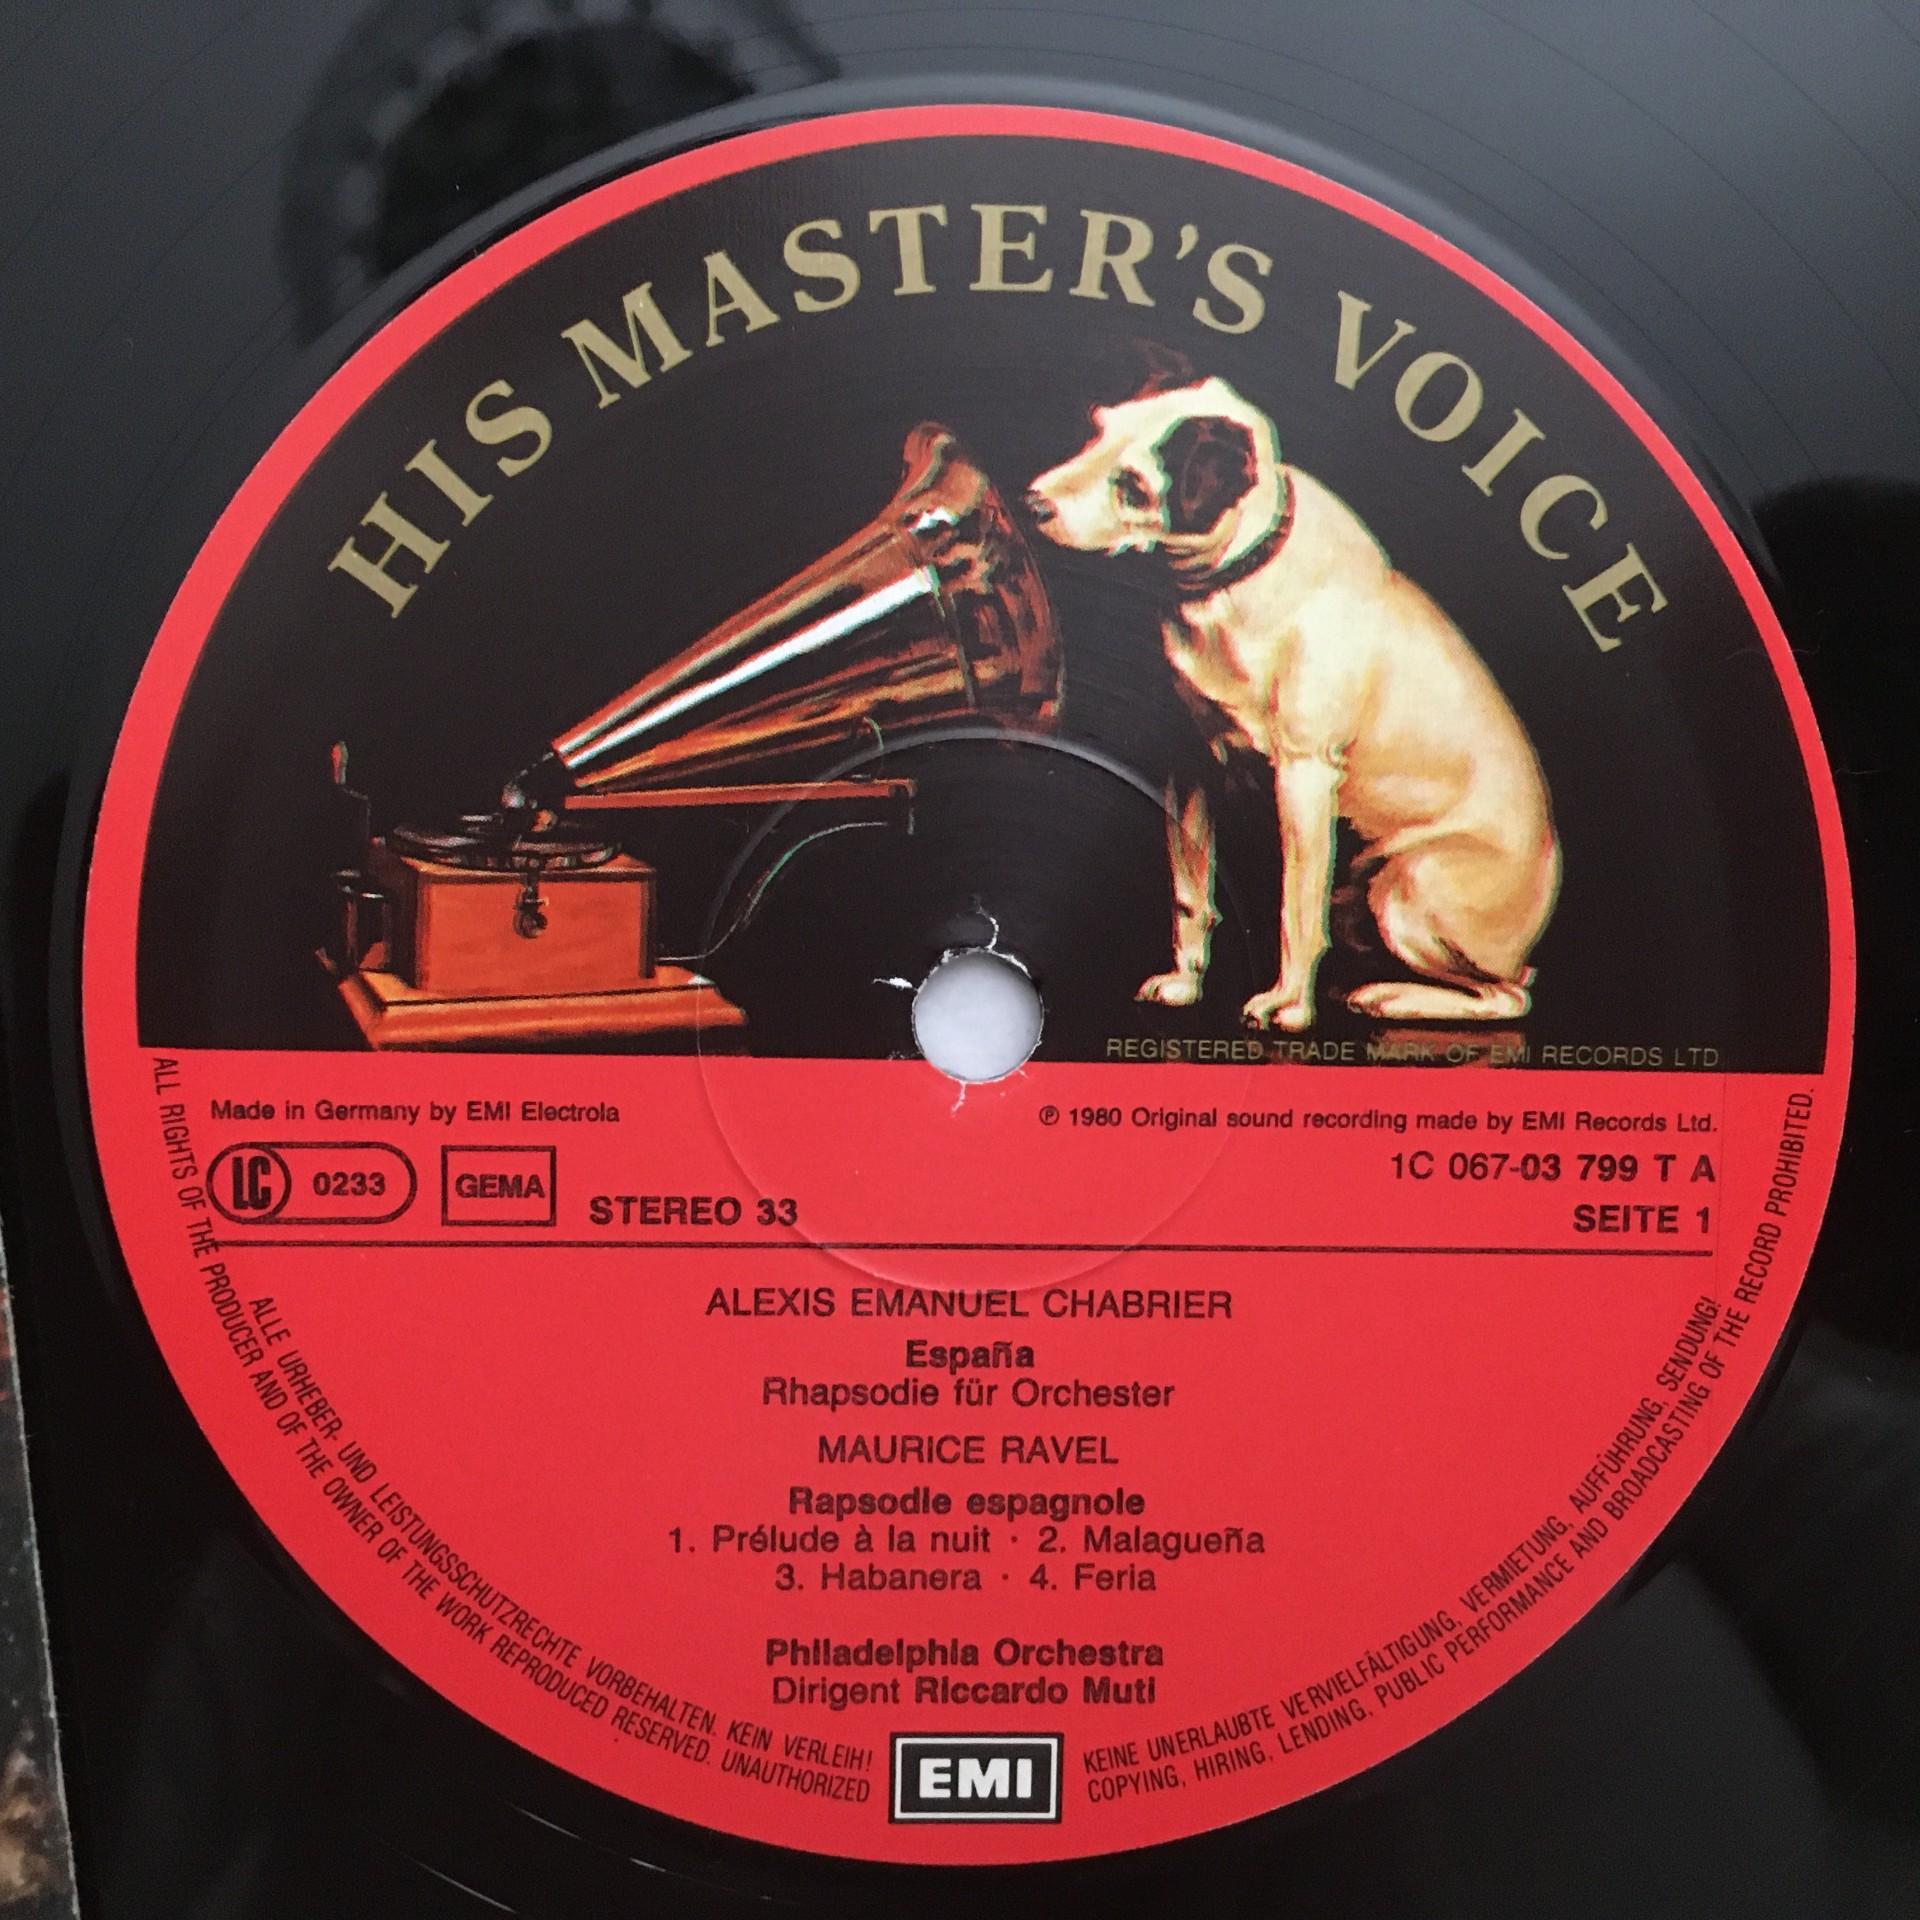 HIS MASTER'S VOICE
REGISTERED TRADE MARK OF EMI RECORDS LTD
Made in Germany by EMI Electrola
℗ 1980 Original sound recording made by EMI Records Ltd.
LC 0233
GEMA
STEREO 33
1C 067-03 799 T A
SEITE 1
ALEXIS EMANUEL CHABRIER
España
Rhapsodie für Orchester
MAURICE RAVEL
Rapsodie espagnole
1. Prélude à la nuit · 2. Malagueña
3. Habanera · 4. Feria
Philadelphia Orchestra
Dirigent Riccardo Muti
EMI
ALLE URHEBER- UND LEISTUNGSSCHUTZRECHTE VORBEHALTEN. KEIN VERLEIH!
KEINE UNERLAUBTE VERVIELFÄLTIGUNG, VERMIETUNG, AUFFÜHRUNG, SENDUNG!
ALL RIGHTS OF THE PRODUCER AND OF THE OWNER OF THE WORK REPRODUCED RESERVED. UNAUTHORIZED
COPYING, HIRING, LENDING, PUBLIC PERFORMANCE AND BROADCASTING OF THE RECORD PROHIBITED.